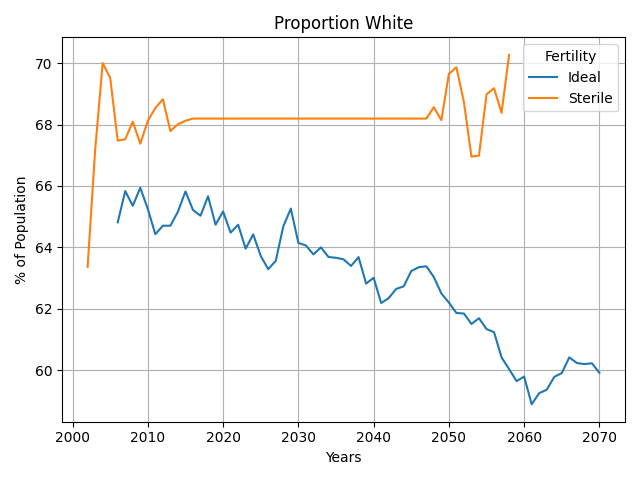 Proportion White
Fertility
Ideal
Sterile
% of Population
70
68
66
64
62
60
2000 2010 2020 2030 2040 2050 2060 2070
Years